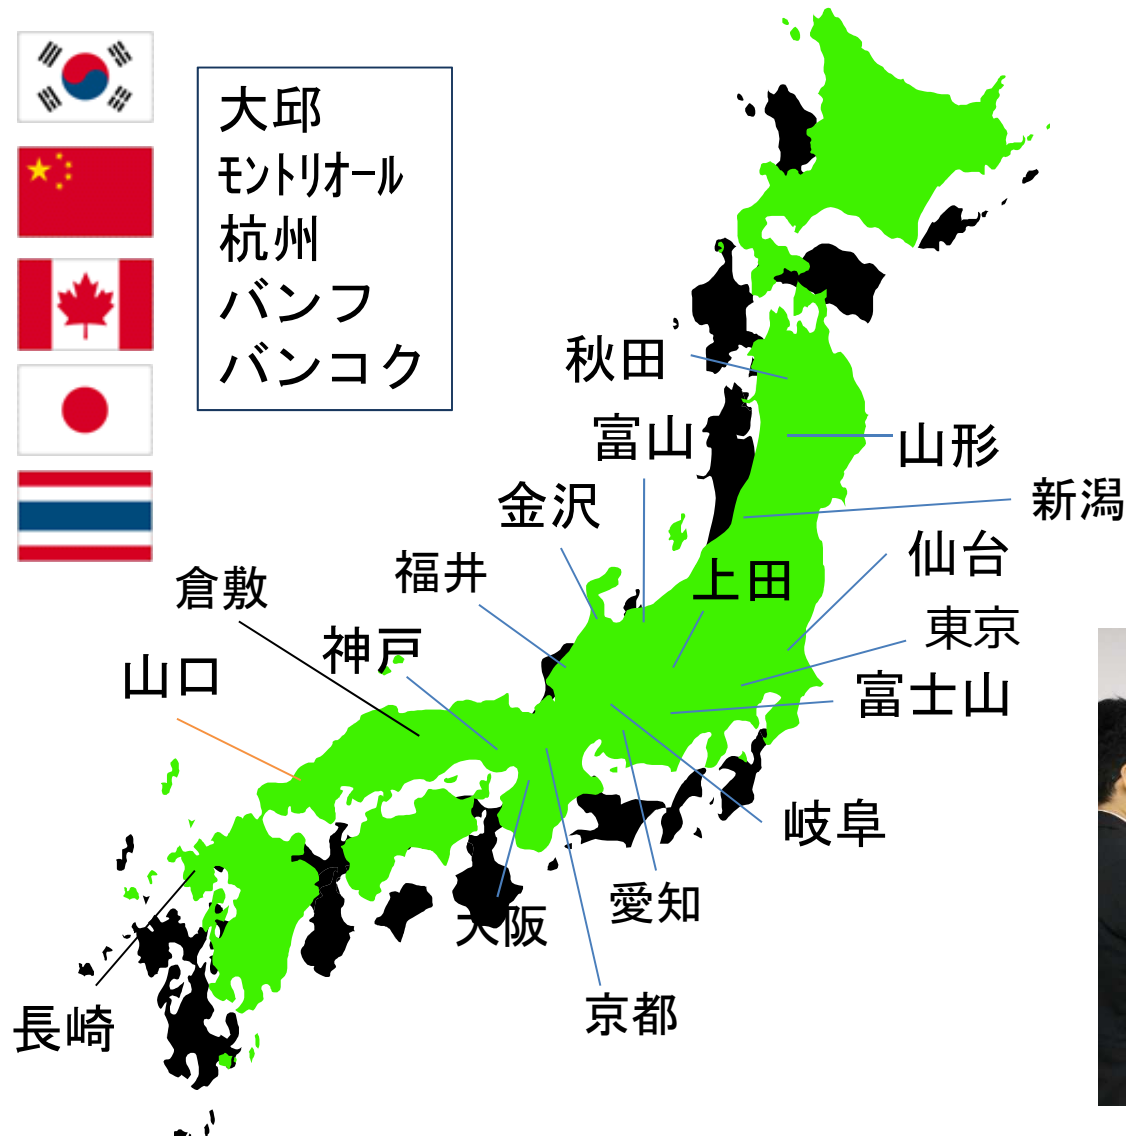 大邱
ﾓﾝﾄﾘｵｰﾙ
杭州
バンフ
バンコク
秋田
富山
山形
金沢
新潟
福井
仙台
上田
倉敷
東京
神戸
山口
富士山
岐阜
愛知
大阪
京都
長崎